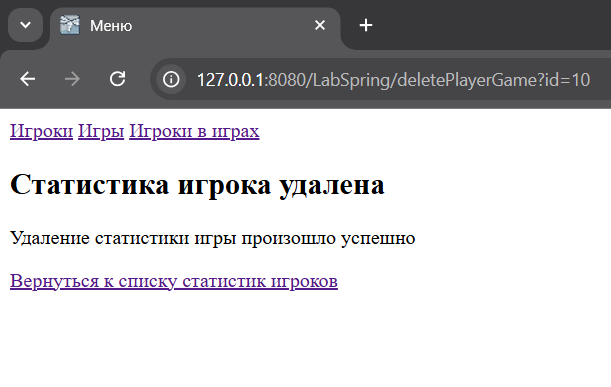 Меню
127.0.0.1:8080/LabSpring/deletePlayerGame?id=10
Игроки Игры Игроки в играх
Статистика игрока удалена
Удаление статистики игры произошло успешно
Вернуться к списку статистик игроков